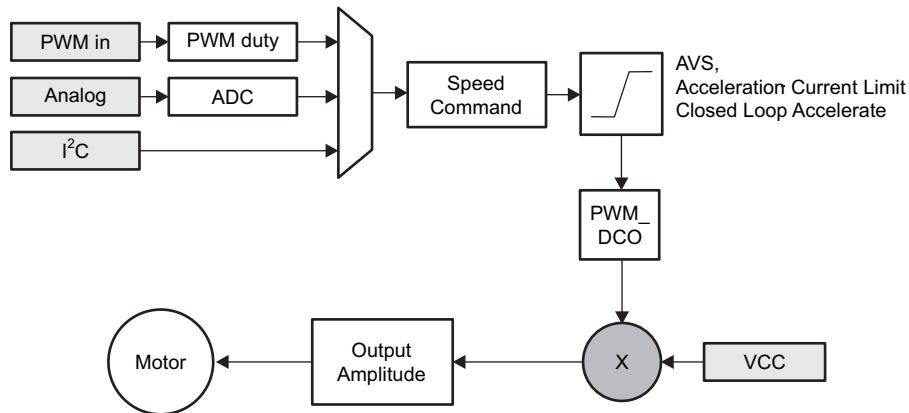 PWM in
PWM duty
Analog
ADC
I²C
Speed
Command
AVS,
Acceleration Current Limit
Closed Loop Accelerate
PWM_
DCO
Motor
Output
Amplitude
X
VCC